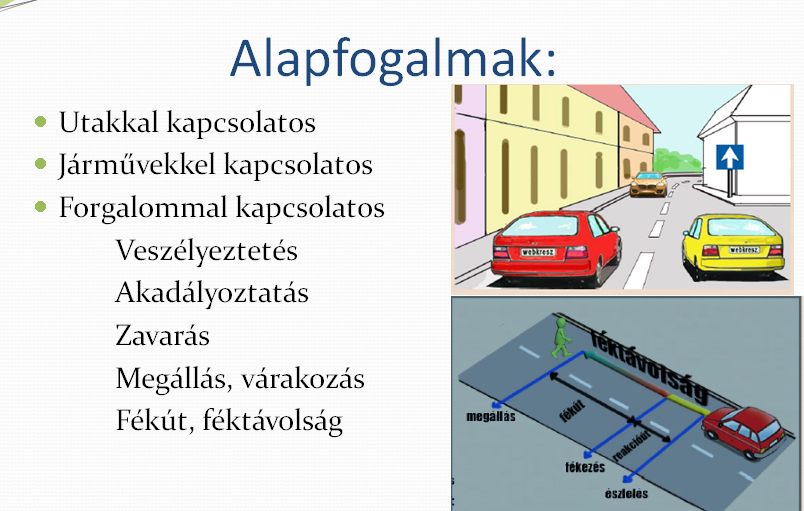 Alapfogalmak:
Utakkal kapcsolatos
Járművekkel kapcsolatos
Forgalommal kapcsolatos
Veszélyeztetés
Akadályoztatás
Zavarás
Megállás, várakozás
Fékút, féktávolság
webkresz
webkresz
féktávolság
megállás
fékút
reakcióút
fékezés
észlelés